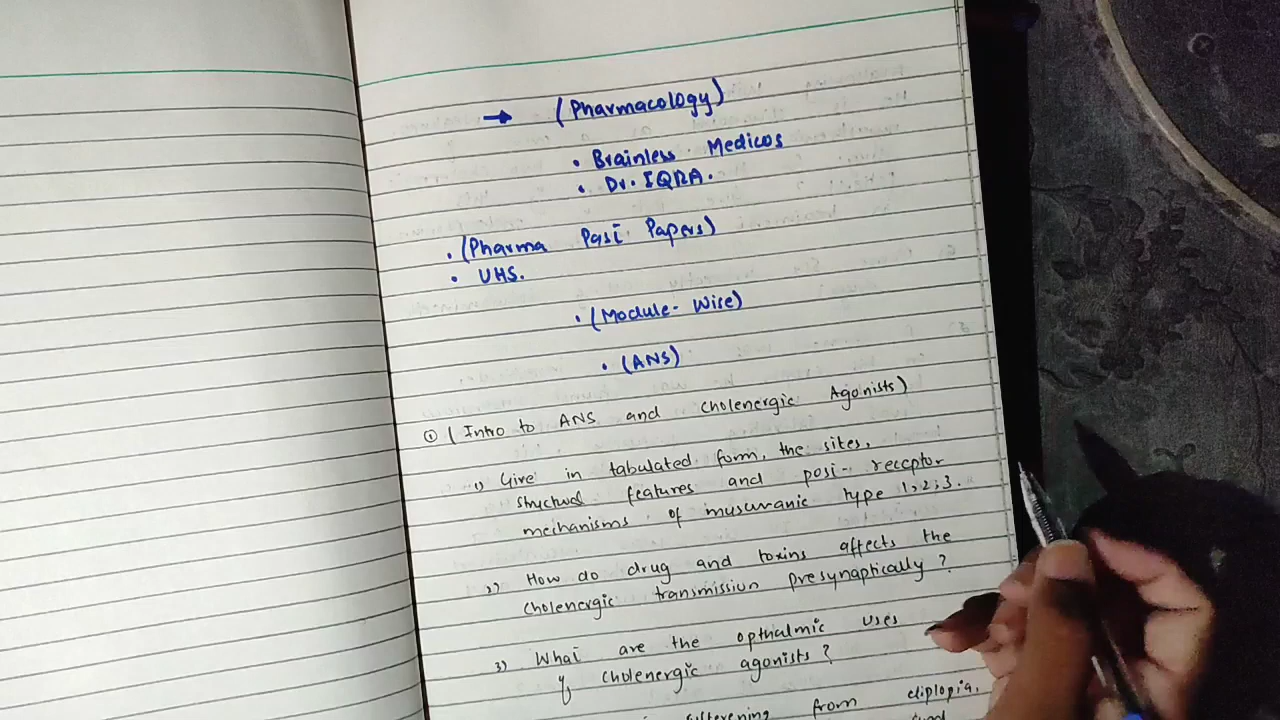 → (Pharmacology)
• Brainless Medicos
• Dr. IQRA.
• (Pharma Past Papers)
• UHS.
• (Module-Wise)
• (ANS)
① (Intro to ANS and Cholenergic Agonists)
1) Give in tabulated form, the sites,
structural features and post-receptor
mechanisms of muscuranic type 1,2,3.
2) How do drug and toxins affects the
cholenergic transmission presynaptically?
3) What are the opthalmic uses
of cholenergic agonists?
sufferening from diplopia,